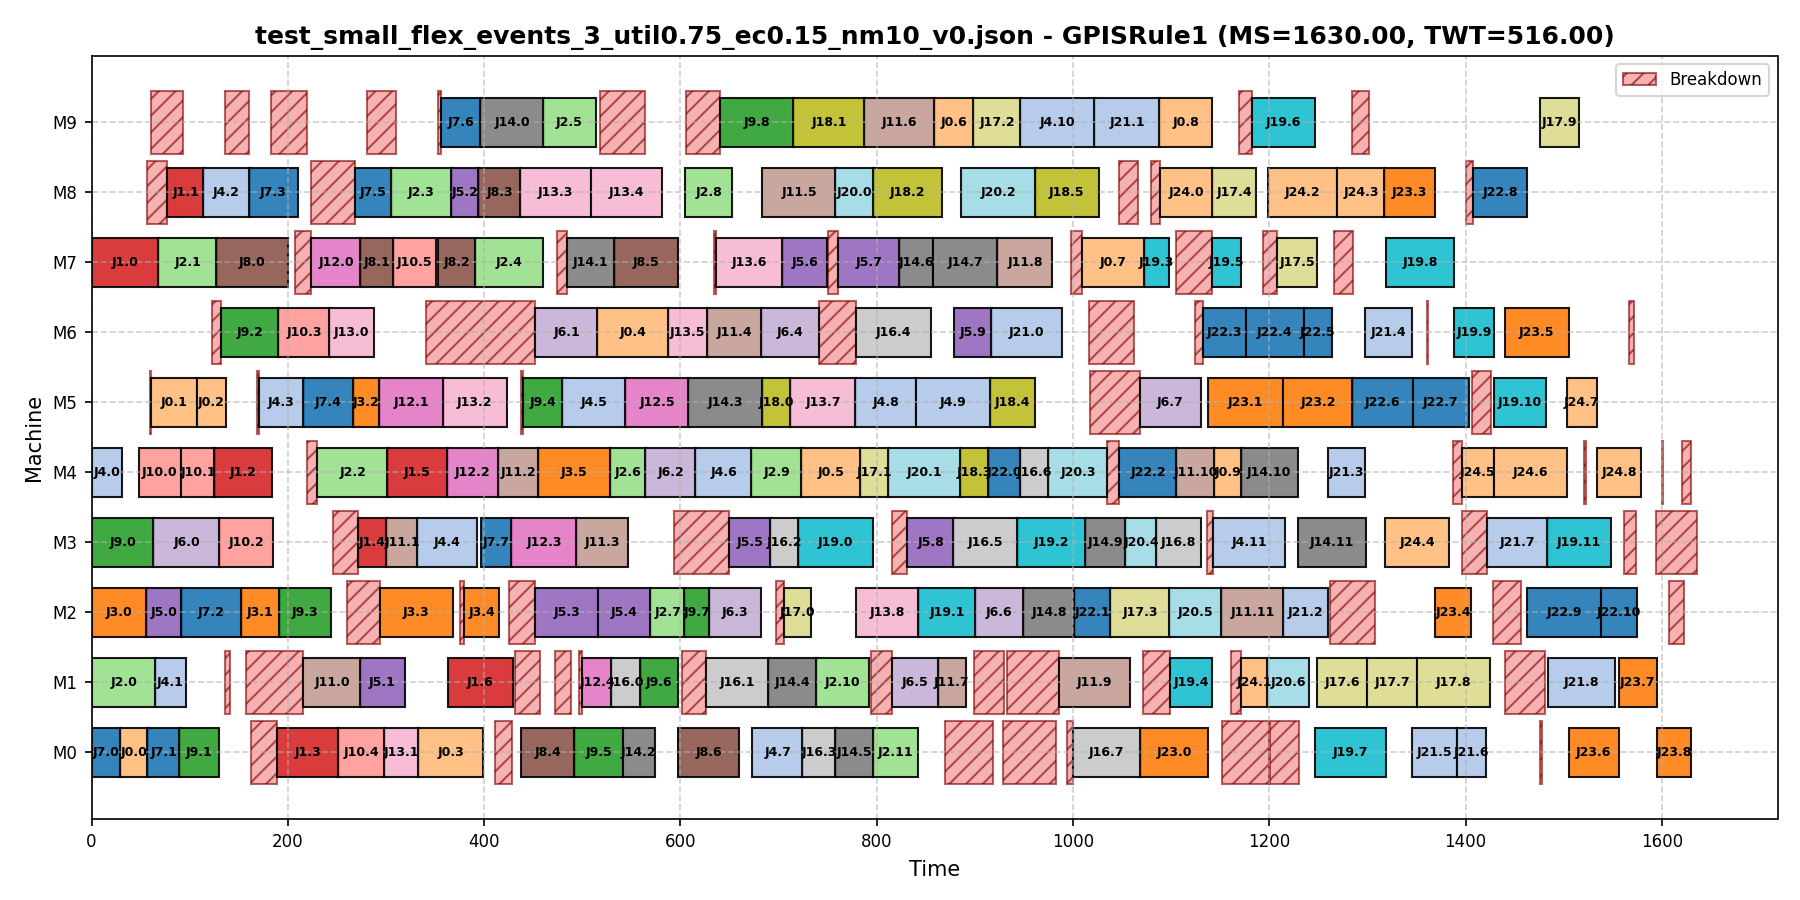 test_small_flex_events_3_util0.75_ec0.15_nm10_v0.json - GPISRule1 (MS=1630.00, TWT=516.00)
Breakdown
M9 J7.6 J14.0 J2.5 J9.8 J18.1 J11.6 J0.6 J17.2 J4.10 J21.1 J0.8 J19.6 J17.9
M8 J1.1 J4.2 J7.3 J7.5 J2.3 J5.2 J8.3 J13.3 J13.4 J2.8 J11.5 J20.0 J18.2 J20.2 J18.5 J24.0 J17.4 J24.2 J24.3 J23.3 J22.8
M7 J1.0 J2.1 J8.0 J12.0 J8.1 J10.5 J8.2 J2.4 J14.1 J8.5 J13.6 J5.6 J5.7 J14.6 J14.7 J11.8 J0.7 J19.3 J19.5 J17.5 J19.8
M6 J9.2 J10.3 J13.0 J6.1 J0.4 J13.5 J11.4 J6.4 J16.4 J5.9 J21.0 J22.3 J22.4 J22.5 J21.4 J19.9 J23.5
M5 J0.1 J0.2 J4.3 J7.4 J3.2 J12.1 J13.2 J9.4 J4.5 J12.5 J14.3 J18.0 J13.7 J4.8 J4.9 J18.4 J6.7 J23.1 J23.2 J22.6 J22.7 J19.10 J24.7
M4 J4.0 J10.0 J10.1 J1.2 J2.2 J1.5 J12.2 J11.2 J3.5 J2.6 J6.2 J4.6 J2.9 J0.5 J17.1 J20.1 J18.3 J22.0 J16.6 J20.3 J22.2 J11.10 J0.9 J14.10 J21.3 J24.5 J24.6 J24.8
M3 J9.0 J6.0 J10.2 J1.4 J11.1 J4.4 J7.7 J12.3 J11.3 J5.5 J16.2 J19.0 J5.8 J16.5 J19.2 J14.9 J20.4 J16.8 J4.11 J14.11 J24.4 J21.7 J19.11
M2 J3.0 J5.0 J7.2 J3.1 J9.3 J3.3 J3.4 J5.3 J5.4 J2.7 J9.7 J6.3 J17.0 J13.8 J19.1 J6.6 J14.8 J22.1 J17.3 J20.5 J11.11 J21.2 J23.4 J22.9 J22.10
M1 J2.0 J4.1 J11.0 J5.1 J1.6 J12.4 J16.0 J9.6 J16.1 J14.4 J2.10 J6.5 J11.7 J11.9 J19.4 J24.1 J20.6 J17.6 J17.7 J17.8 J21.8 J23.7
M0 J7.0 J0.0 J7.1 J9.1 J1.3 J10.4 J13.1 J0.3 J8.4 J9.5 J14.2 J8.6 J4.7 J16.3 J14.5 J2.11 J16.7 J23.0 J19.7 J21.5 J21.6 J23.6 J23.8
0 200 400 600 800 1000 1200 1400 1600
Time
Machine